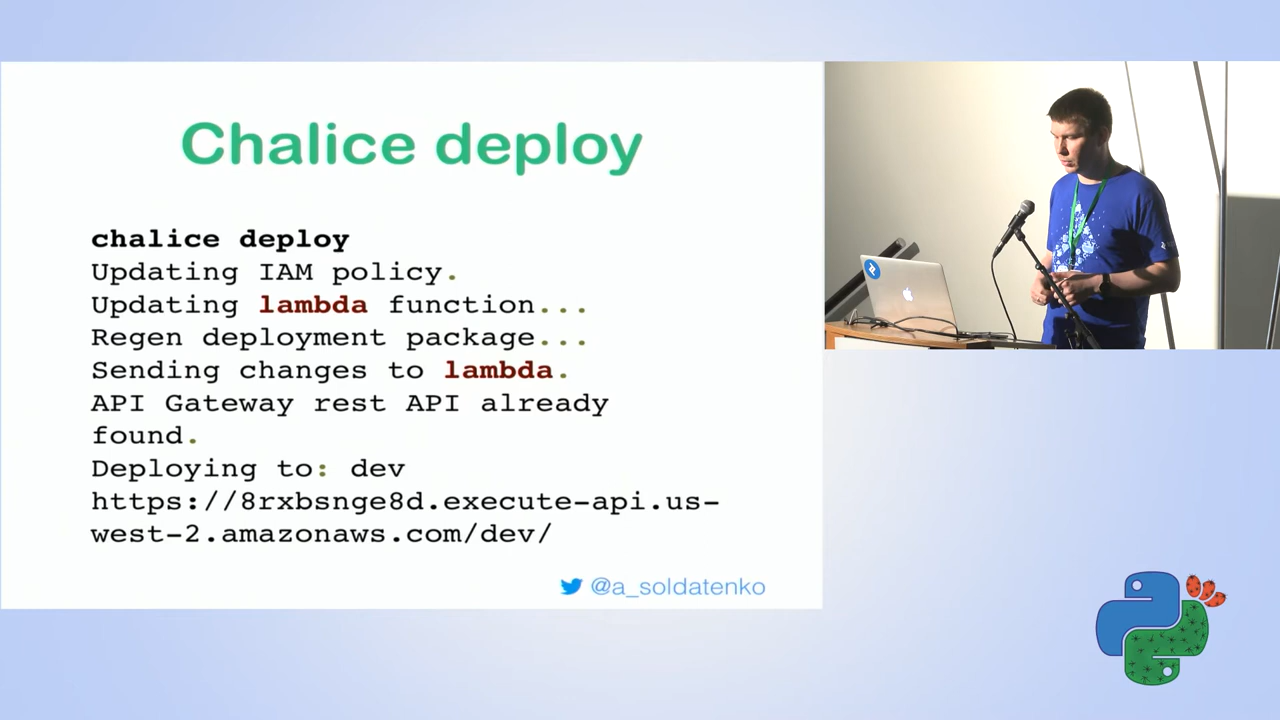 Chalice deploy
chalice deploy
Updating IAM policy.
Updating lambda function...
Regen deployment package...
Sending changes to lambda.
API Gateway rest API already
found.
Deploying to: dev
https://8rxbsnge8d.execute-api.us-
west-2.amazonaws.com/dev/
@a_soldatenko